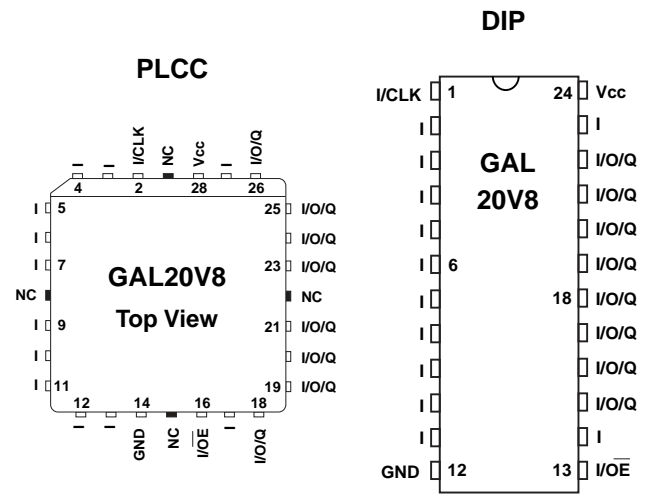 DIP
PLCC
I I I/CLK NC Vcc I I/O/Q
4 2 28 26
I 5 25 I/O/Q
I I/O/Q
I 7 23 I/O/Q
NC NC
I 9 21 I/O/Q
I I/O/Q
I 11 19 I/O/Q
GAL20V8
Top View
12 14 16 18
I I GND NC I/OE I I/O/Q
I/CLK 1 24 Vcc
I I
I I/O/Q
I I/O/Q
I I/O/Q
I 6 I/O/Q
I 18 I/O/Q
I I/O/Q
I I/O/Q
I I/O/Q
I I
GND 12 13 I/OE
GAL
20V8